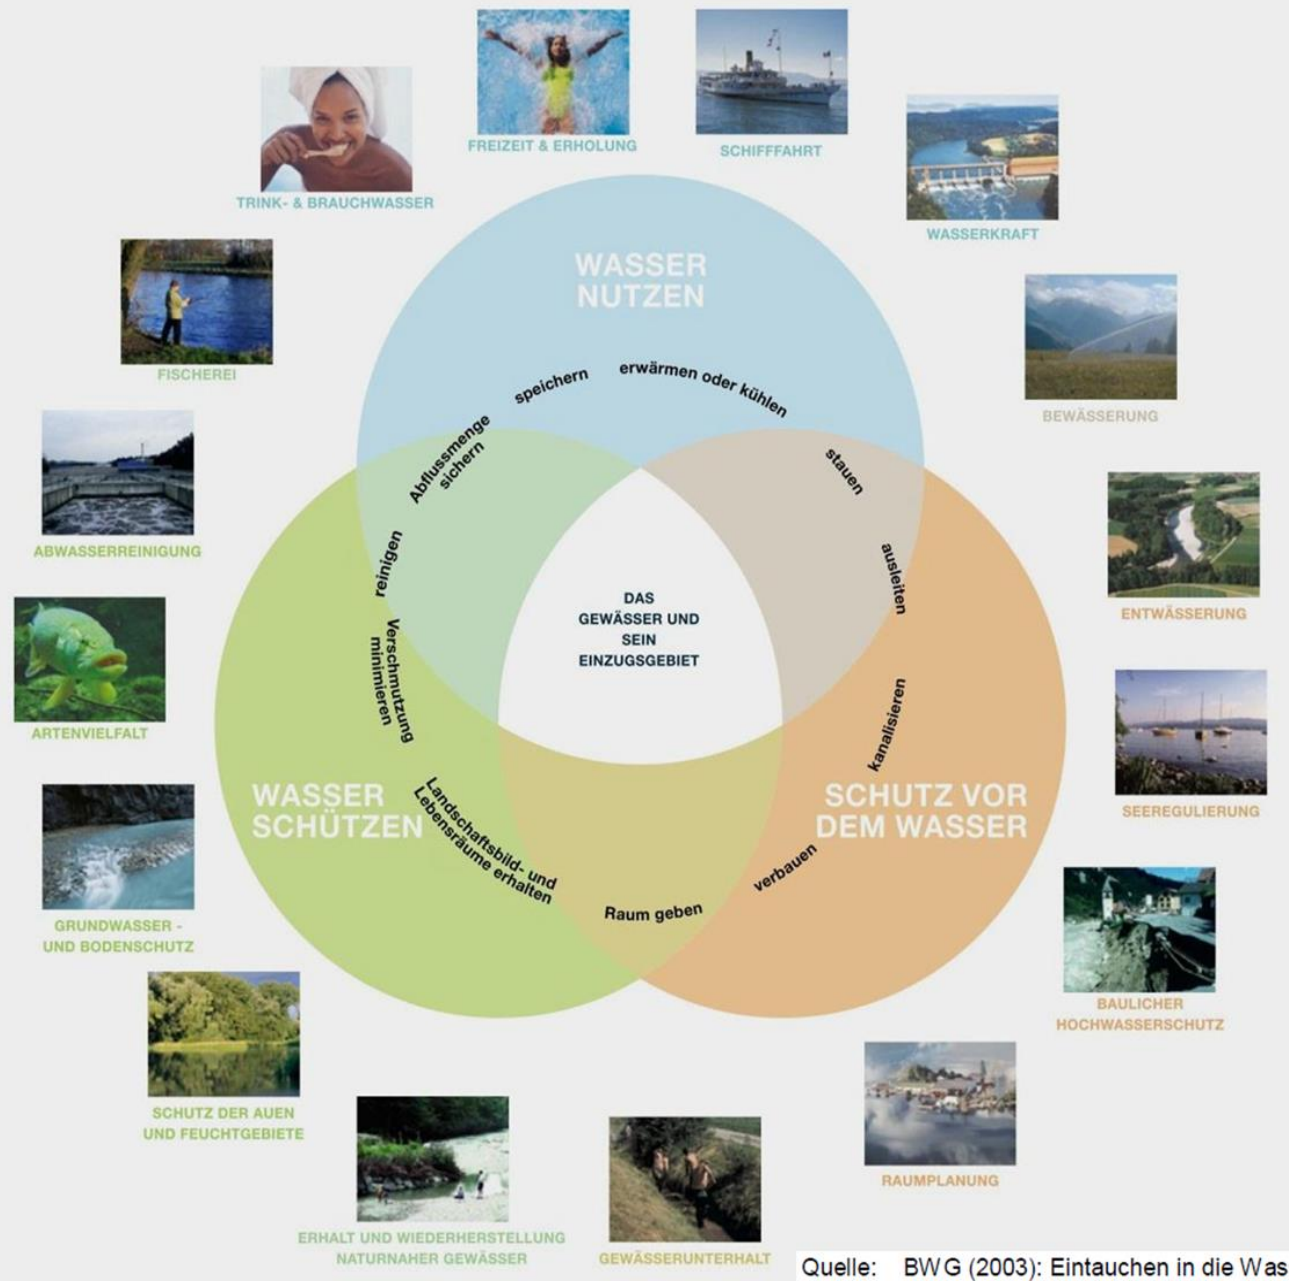 FREIZEIT & ERHOLUNG
SCHIFFFAHRT
TRINK- & BRAUCHWASSER
WASSERKRAFT
FISCHEREI
BEWÄSSERUNG
ABWASSERREINIGUNG
ENTWÄSSERUNG
ARTENVIELFALT
SEEREGULIERUNG
GRUNDWASSER -
UND BODENSCHUTZ
BAULICHER
HOCHWASSERSCHUTZ
SCHUTZ DER AUEN
UND FEUCHTGEBIETE
RAUMPLANUNG
ERHALT UND WIEDERHERSTELLUNG
NATURNAHER GEWÄSSER
GEWÄSSERUNTERHALT
WASSER
NUTZEN
speichern
erwärmen oder kühlen
Abflussmenge
sichern
stauen
reinigen
ausleiten
DAS
GEWÄSSER UND
SEIN
EINZUGSGEBIET
Verschmutzung
minimieren
kanalisieren
WASSER
SCHÜTZEN
SCHUTZ VOR
DEM WASSER
Landschaftsbild- und
Lebensräume erhalten
verbauen
Raum geben
Quelle: BWG (2003): Eintauchen in die Was